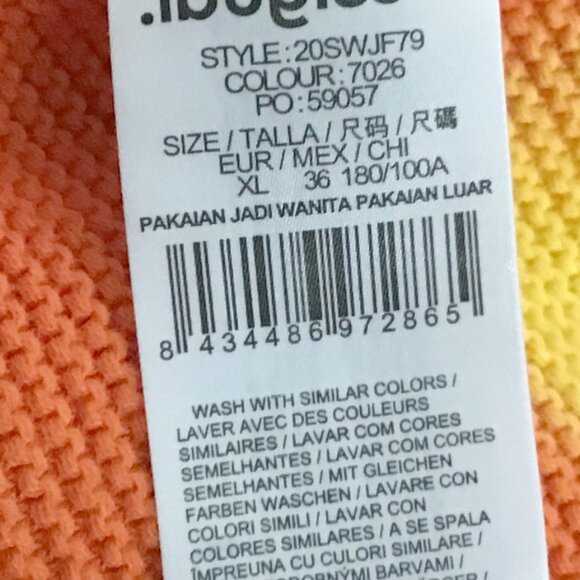 STYLE:20SWJF79
COLOUR:7026
PO:59057
SIZE / TALLA / 尺码 / 尺碼
EUR / MEX / CHI
XL 36 180/100A
PAKAIAN JADI WANITA PAKAIAN LUAR
8 434486 972865
WASH WITH SIMILAR COLORS /
LAVER AVEC DES COULEURS
SIMILAIRES / LAVAR COM CORES
SEMELHANTES / LAVAR COM CORES
SEMELHANTES / MIT GLEICHEN
FARBEN WASCHEN / LAVARE CON
COLORI SIMILI / LAVAR CON
COLORES SIMILARES / A SE SPALA
ÎMPREUNA CU CULORI SIMILARE /